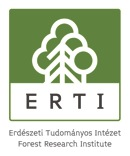 ERTI
Erdészeti Tudományos Intézet
Forest Research Institute